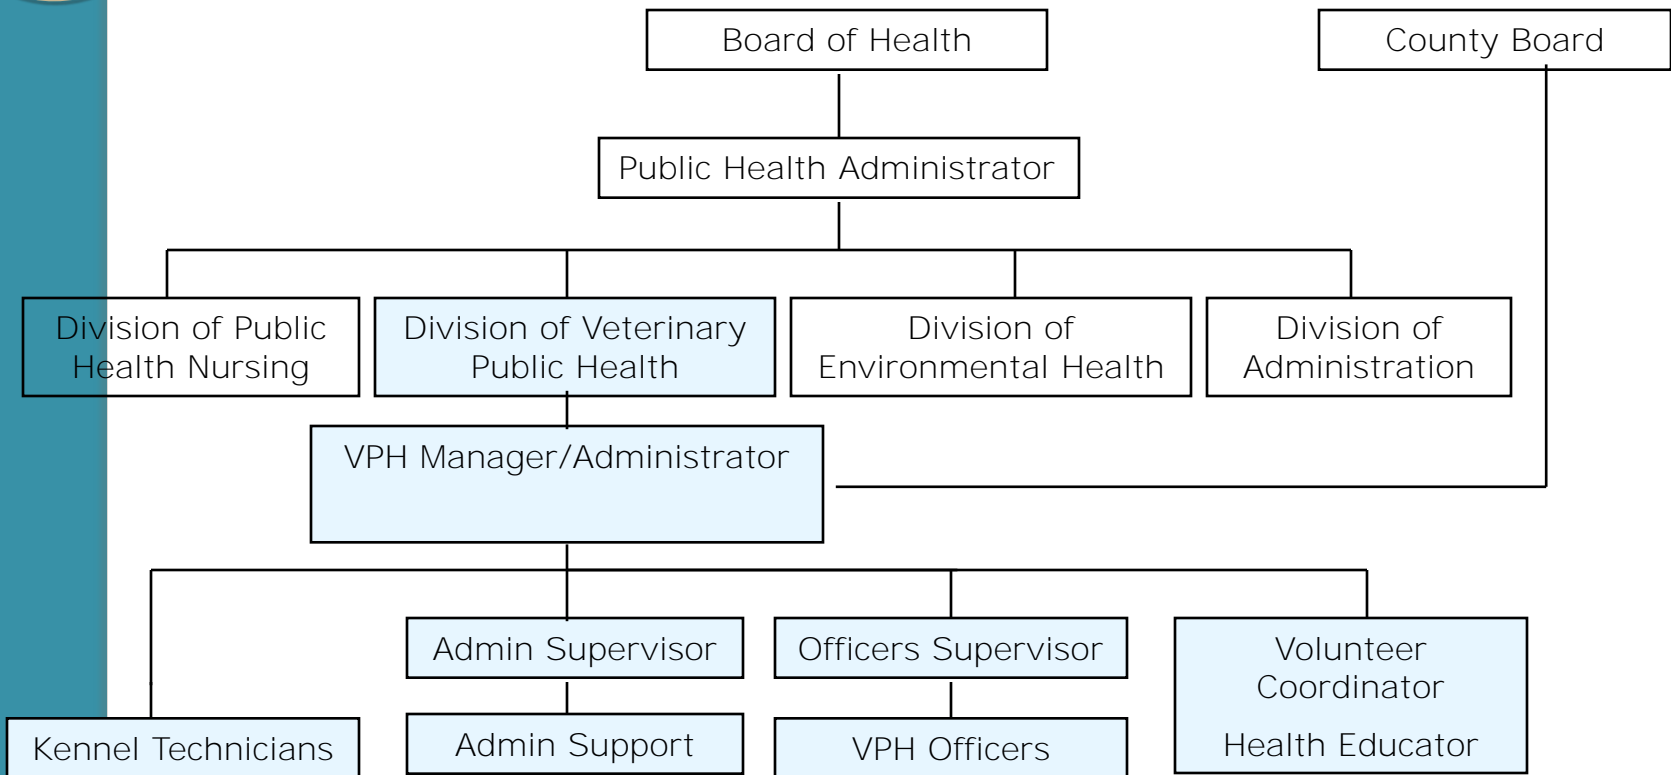 Board of Health
County Board
Public Health Administrator
Division of Public
Health Nursing
Division of Veterinary
Public Health
Division of
Environmental Health
Division of
Administration
VPH Manager/Administrator
Admin Supervisor
Officers Supervisor
Volunteer
Coordinator
Health Educator
Kennel Technicians
Admin Support
VPH Officers